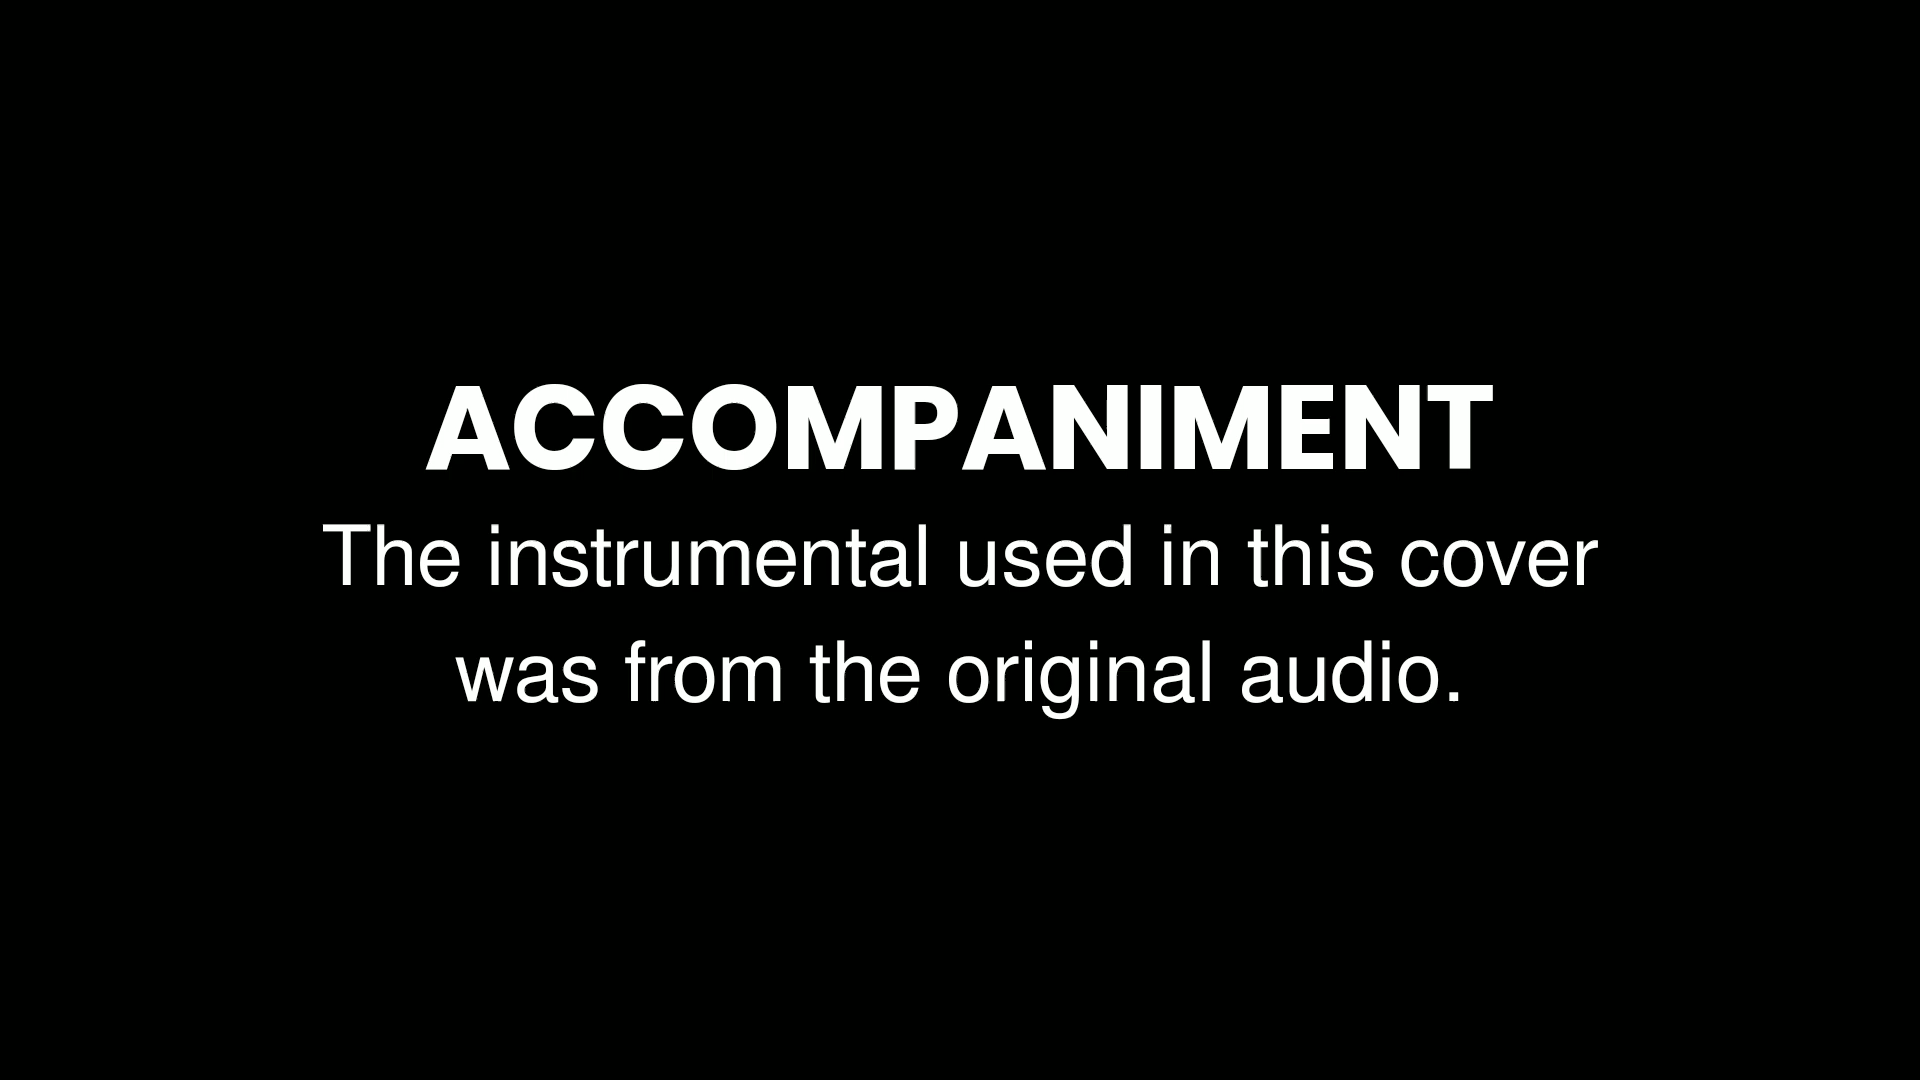 ACCOMPANIMENT
The instrumental used in this cover
was from the original audio.